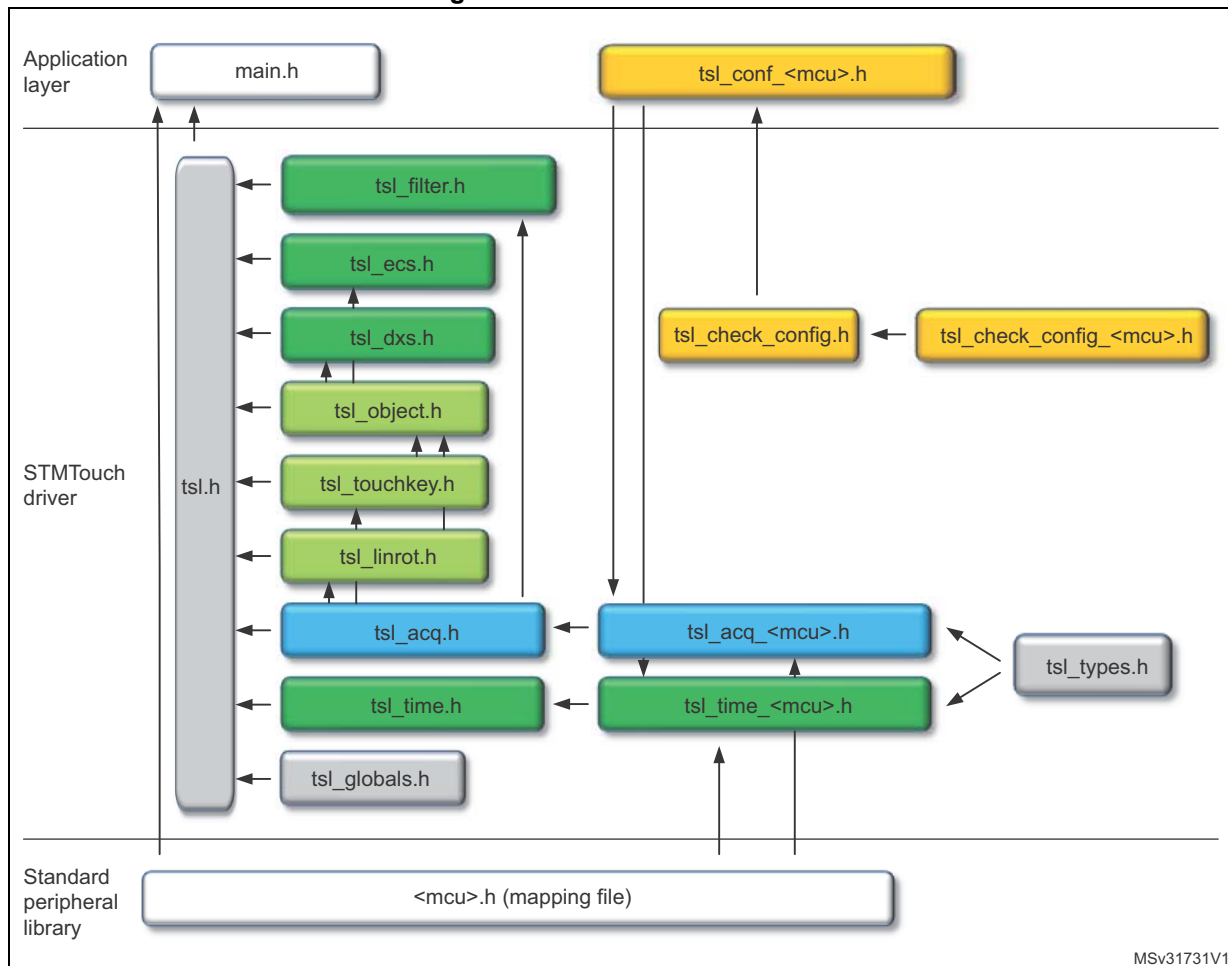 Application
layer
main.h
tsl_conf_<mcu>.h
tsl_filter.h
tsl_ecs.h
tsl_dxs.h
tsl_check_config.h
tsl_check_config_<mcu>.h
tsl_object.h
STMTouch
driver
tsl.h
tsl_touchkey.h
tsl_linrot.h
tsl_acq.h
tsl_acq_<mcu>.h
tsl_types.h
tsl_time.h
tsl_time_<mcu>.h
tsl_globals.h
Standard
peripheral
library
<mcu>.h (mapping file)
MSv31731V1